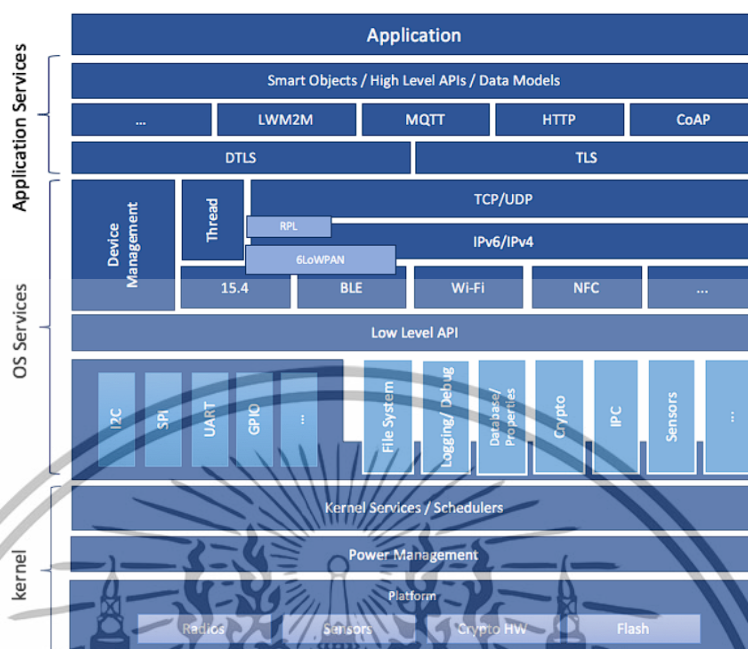 Application
Application Services
Smart Objects / High Level APIs / Data Models
... LWM2M MQTT HTTP CoAP
DTLS TLS
OS Services
Device Management
Thread
TCP/UDP
RPL
IPv6/IPv4
6LoWPAN
15.4 BLE Wi-Fi NFC ...
Low Level API
I2C SPI UART GPIO ... File System Logging/ Debug Database/ Properties Crypto IPC Sensors ...
kernel
Kernel Services / Schedulers
Power Management
Platform
Radios Sensors Crypto HW Flash